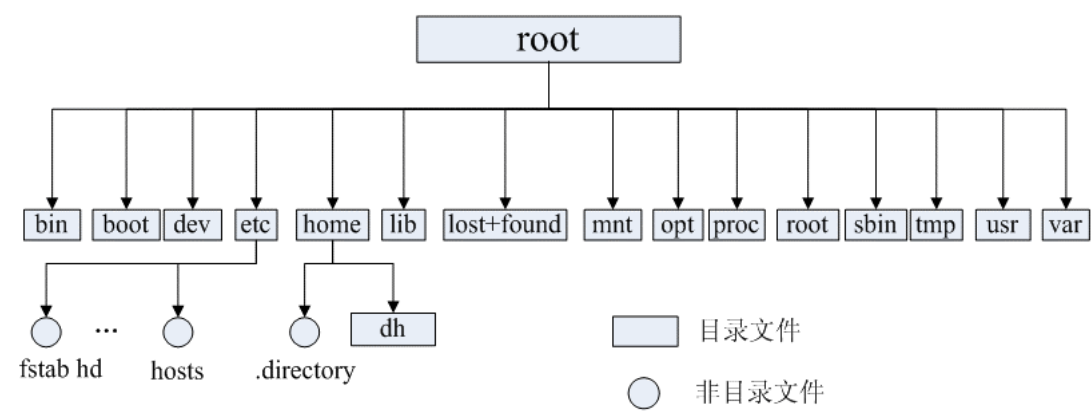 root
bin boot dev etc home lib lost+found mnt opt proc root sbin tmp usr var
... dh 目录文件
fstab hd hosts .directory
非目录文件